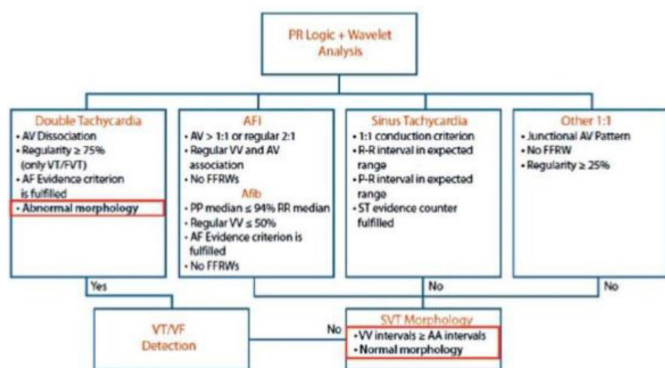 PR Logic + Wavelet
Analysis
Double Tachycardia
• AV Dissociation
• Regularity ≥ 75%
(only VT/FVT)
• AF Evidence criterion
is fulfilled
• Abnormal morphology
AFl
• AV > 1:1 or regular 2:1
• Regular VV and AV
association
• No FFRWs
Afib
• PP median ≤ 94% RR median
• Regular VV ≤ 50%
• AF Evidence criterion is
fulfilled
• No FFRWs
Sinus Tachycardia
• 1:1 conduction criterion
• R-R interval in expected
range
• P-R interval in expected
range
• ST evidence counter
fulfilled
Other 1:1
• Junctional AV Pattern
• No FFRW
• Regularity ≥ 25%
Yes
No
No
VT/VF
Detection
No
SVT Morphology
• VV intervals ≥ AA intervals
• Normal morphology